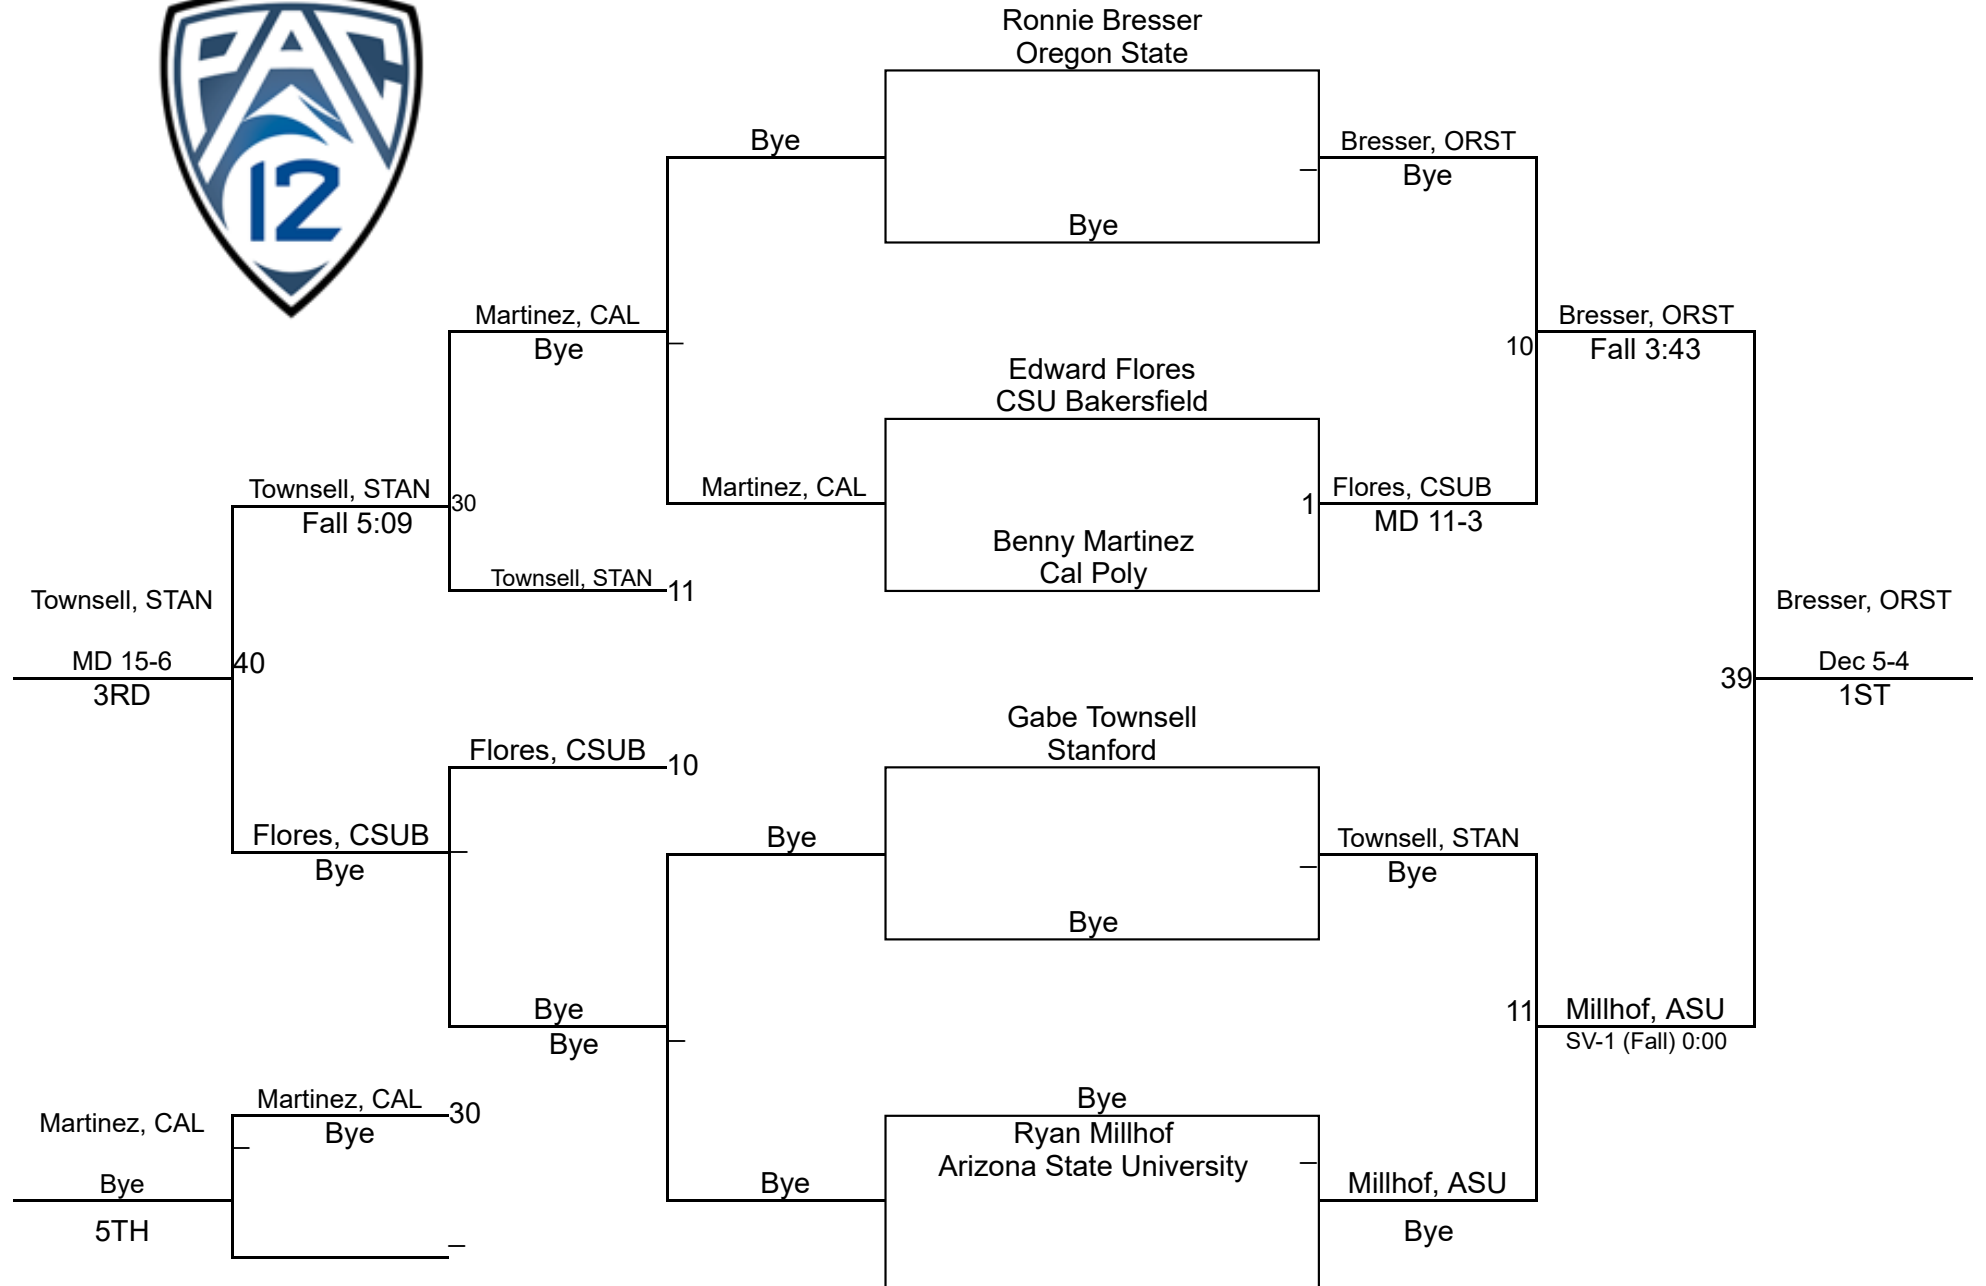 PAC
12
Ronnie Bresser
Oregon State
Bye
Bresser, ORST
Bye
Bye
Martinez, CAL
Bye
Bresser, ORST
10
Fall 3:43
Edward Flores
CSU Bakersfield
Townsell, STAN
30
Fall 5:09
Martinez, CAL
1
Flores, CSUB
MD 11-3
Benny Martinez
Cal Poly
Townsell, STAN
11
Townsell, STAN
MD 15-6
40
3RD
Bresser, ORST
39
Dec 5-4
1ST
Gabe Townsell
Stanford
Flores, CSUB
10
Flores, CSUB
Bye
Bye
Townsell, STAN
Bye
Bye
Bye
Bye
11
Millhof, ASU
SV-1 (Fall) 0:00
Martinez, CAL
30
Bye
Martinez, CAL
Bye
5TH
Bye
Ryan Millhof
Arizona State University
Bye
Millhof, ASU
Bye